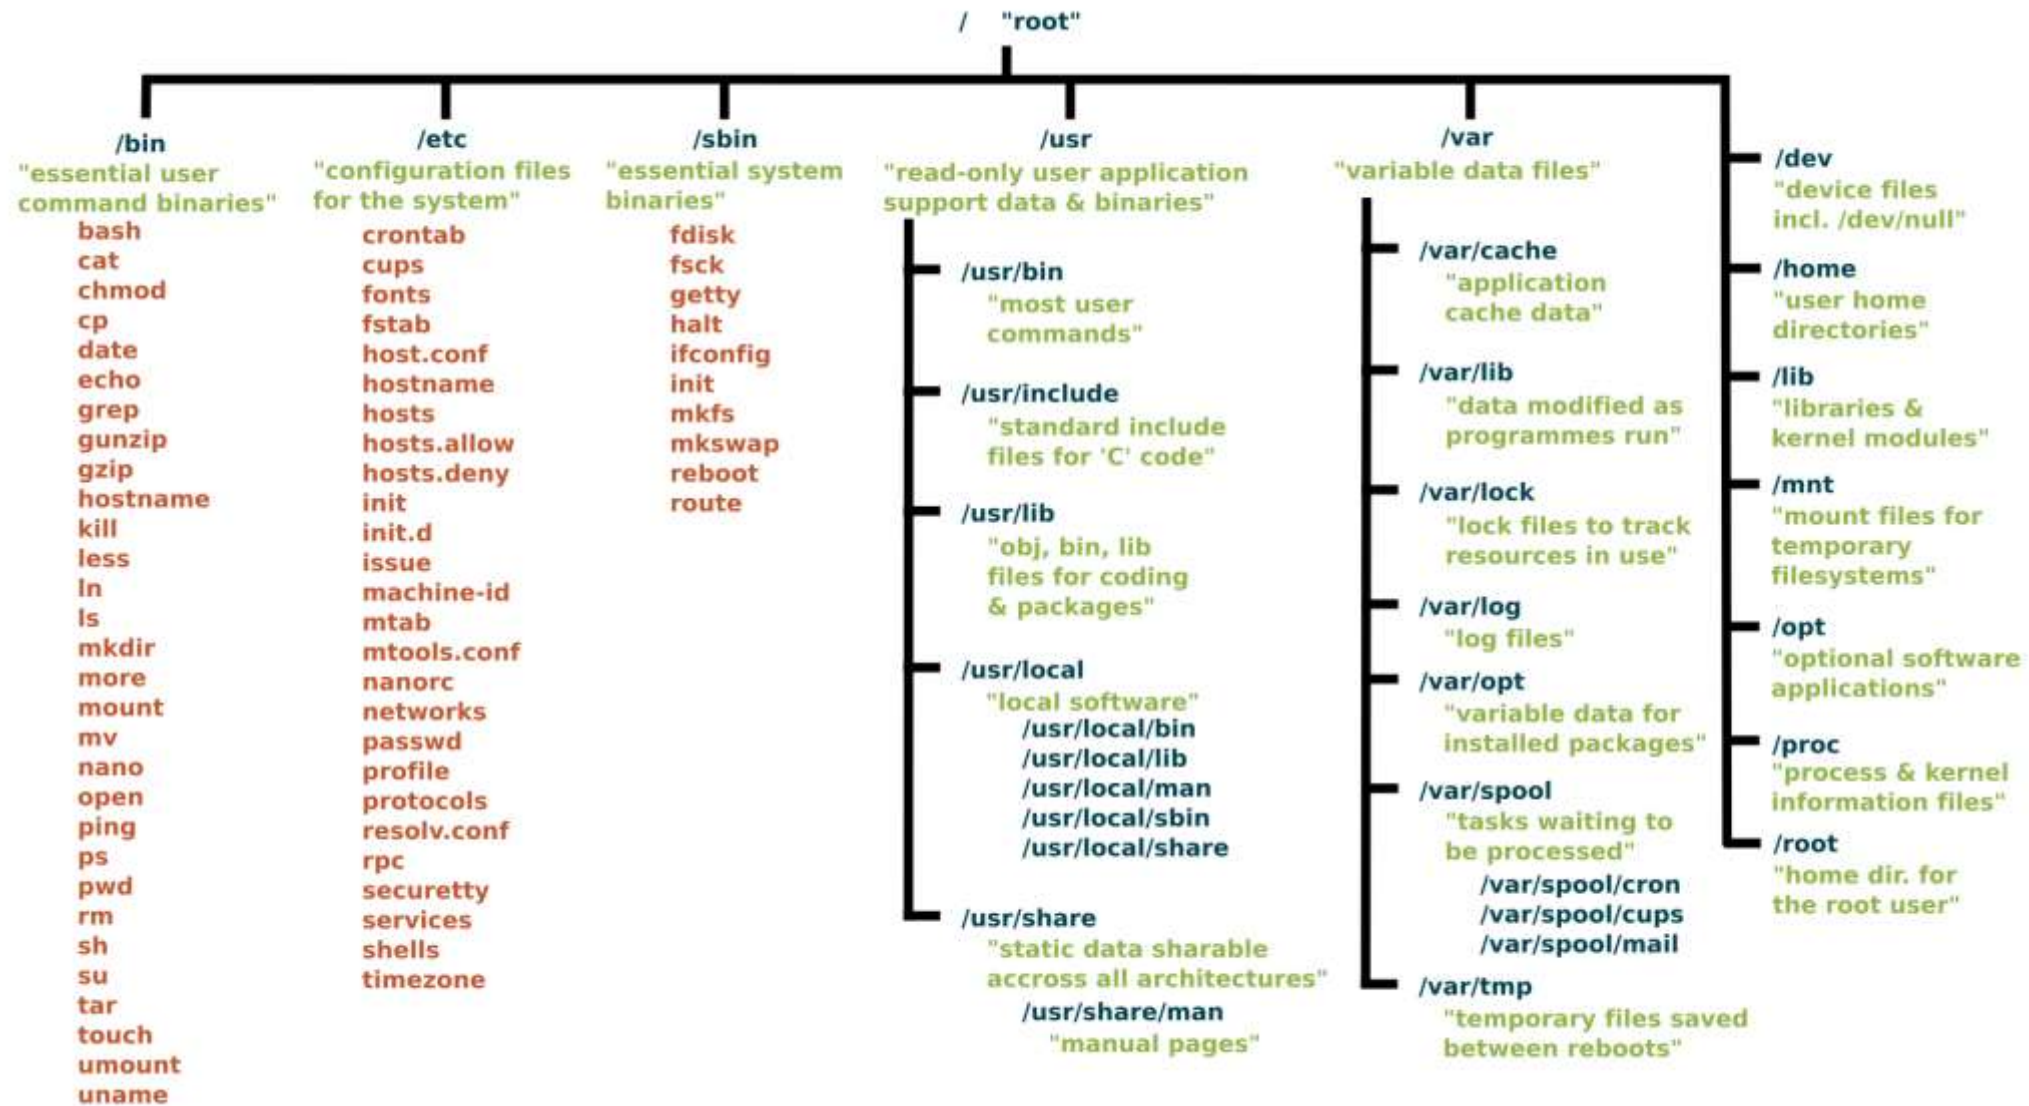 / "root"
/bin
"essential user
command binaries"
bash
cat
chmod
cp
date
echo
grep
gunzip
gzip
hostname
kill
less
ln
ls
mkdir
more
mount
mv
nano
open
ping
ps
pwd
rm
sh
su
tar
touch
umount
uname
/etc
"configuration files
for the system"
crontab
cups
fonts
fstab
host.conf
hostname
hosts
hosts.allow
hosts.deny
init
init.d
issue
machine-id
mtab
mtools.conf
nanorc
networks
passwd
profile
protocols
resolv.conf
rpc
securetty
services
shells
timezone
/sbin
"essential system
binaries"
fdisk
fsck
getty
halt
ifconfig
init
mkfs
mkswap
reboot
route
/usr
"read-only user application
support data & binaries"
/usr/bin
"most user
commands"
/usr/include
"standard include
files for 'C' code"
/usr/lib
"obj, bin, lib
files for coding
& packages"
/usr/local
"local software"
/usr/local/bin
/usr/local/lib
/usr/local/man
/usr/local/sbin
/usr/local/share
/usr/share
"static data sharable
accross all architectures"
/usr/share/man
"manual pages"
/var
"variable data files"
/var/cache
"application
cache data"
/var/lib
"data modified as
programmes run"
/var/lock
"lock files to track
resources in use"
/var/log
"log files"
/var/opt
"variable data for
installed packages"
/var/spool
"tasks waiting to
be processed"
/var/spool/cron
/var/spool/cups
/var/spool/mail
/var/tmp
"temporary files saved
between reboots"
/dev
"device files
incl. /dev/null"
/home
"user home
directories"
/lib
"libraries &
kernel modules"
/mnt
"mount files for
temporary
filesystems"
/opt
"optional software
applications"
/proc
"process & kernel
information files"
/root
"home dir. for
the root user"